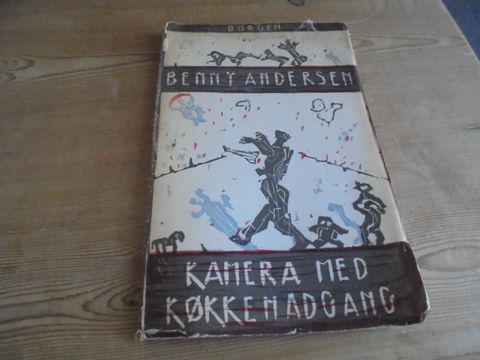 BORGEN
BENNY ANDERSEN
KAMERA MED
KØKKENADGANG